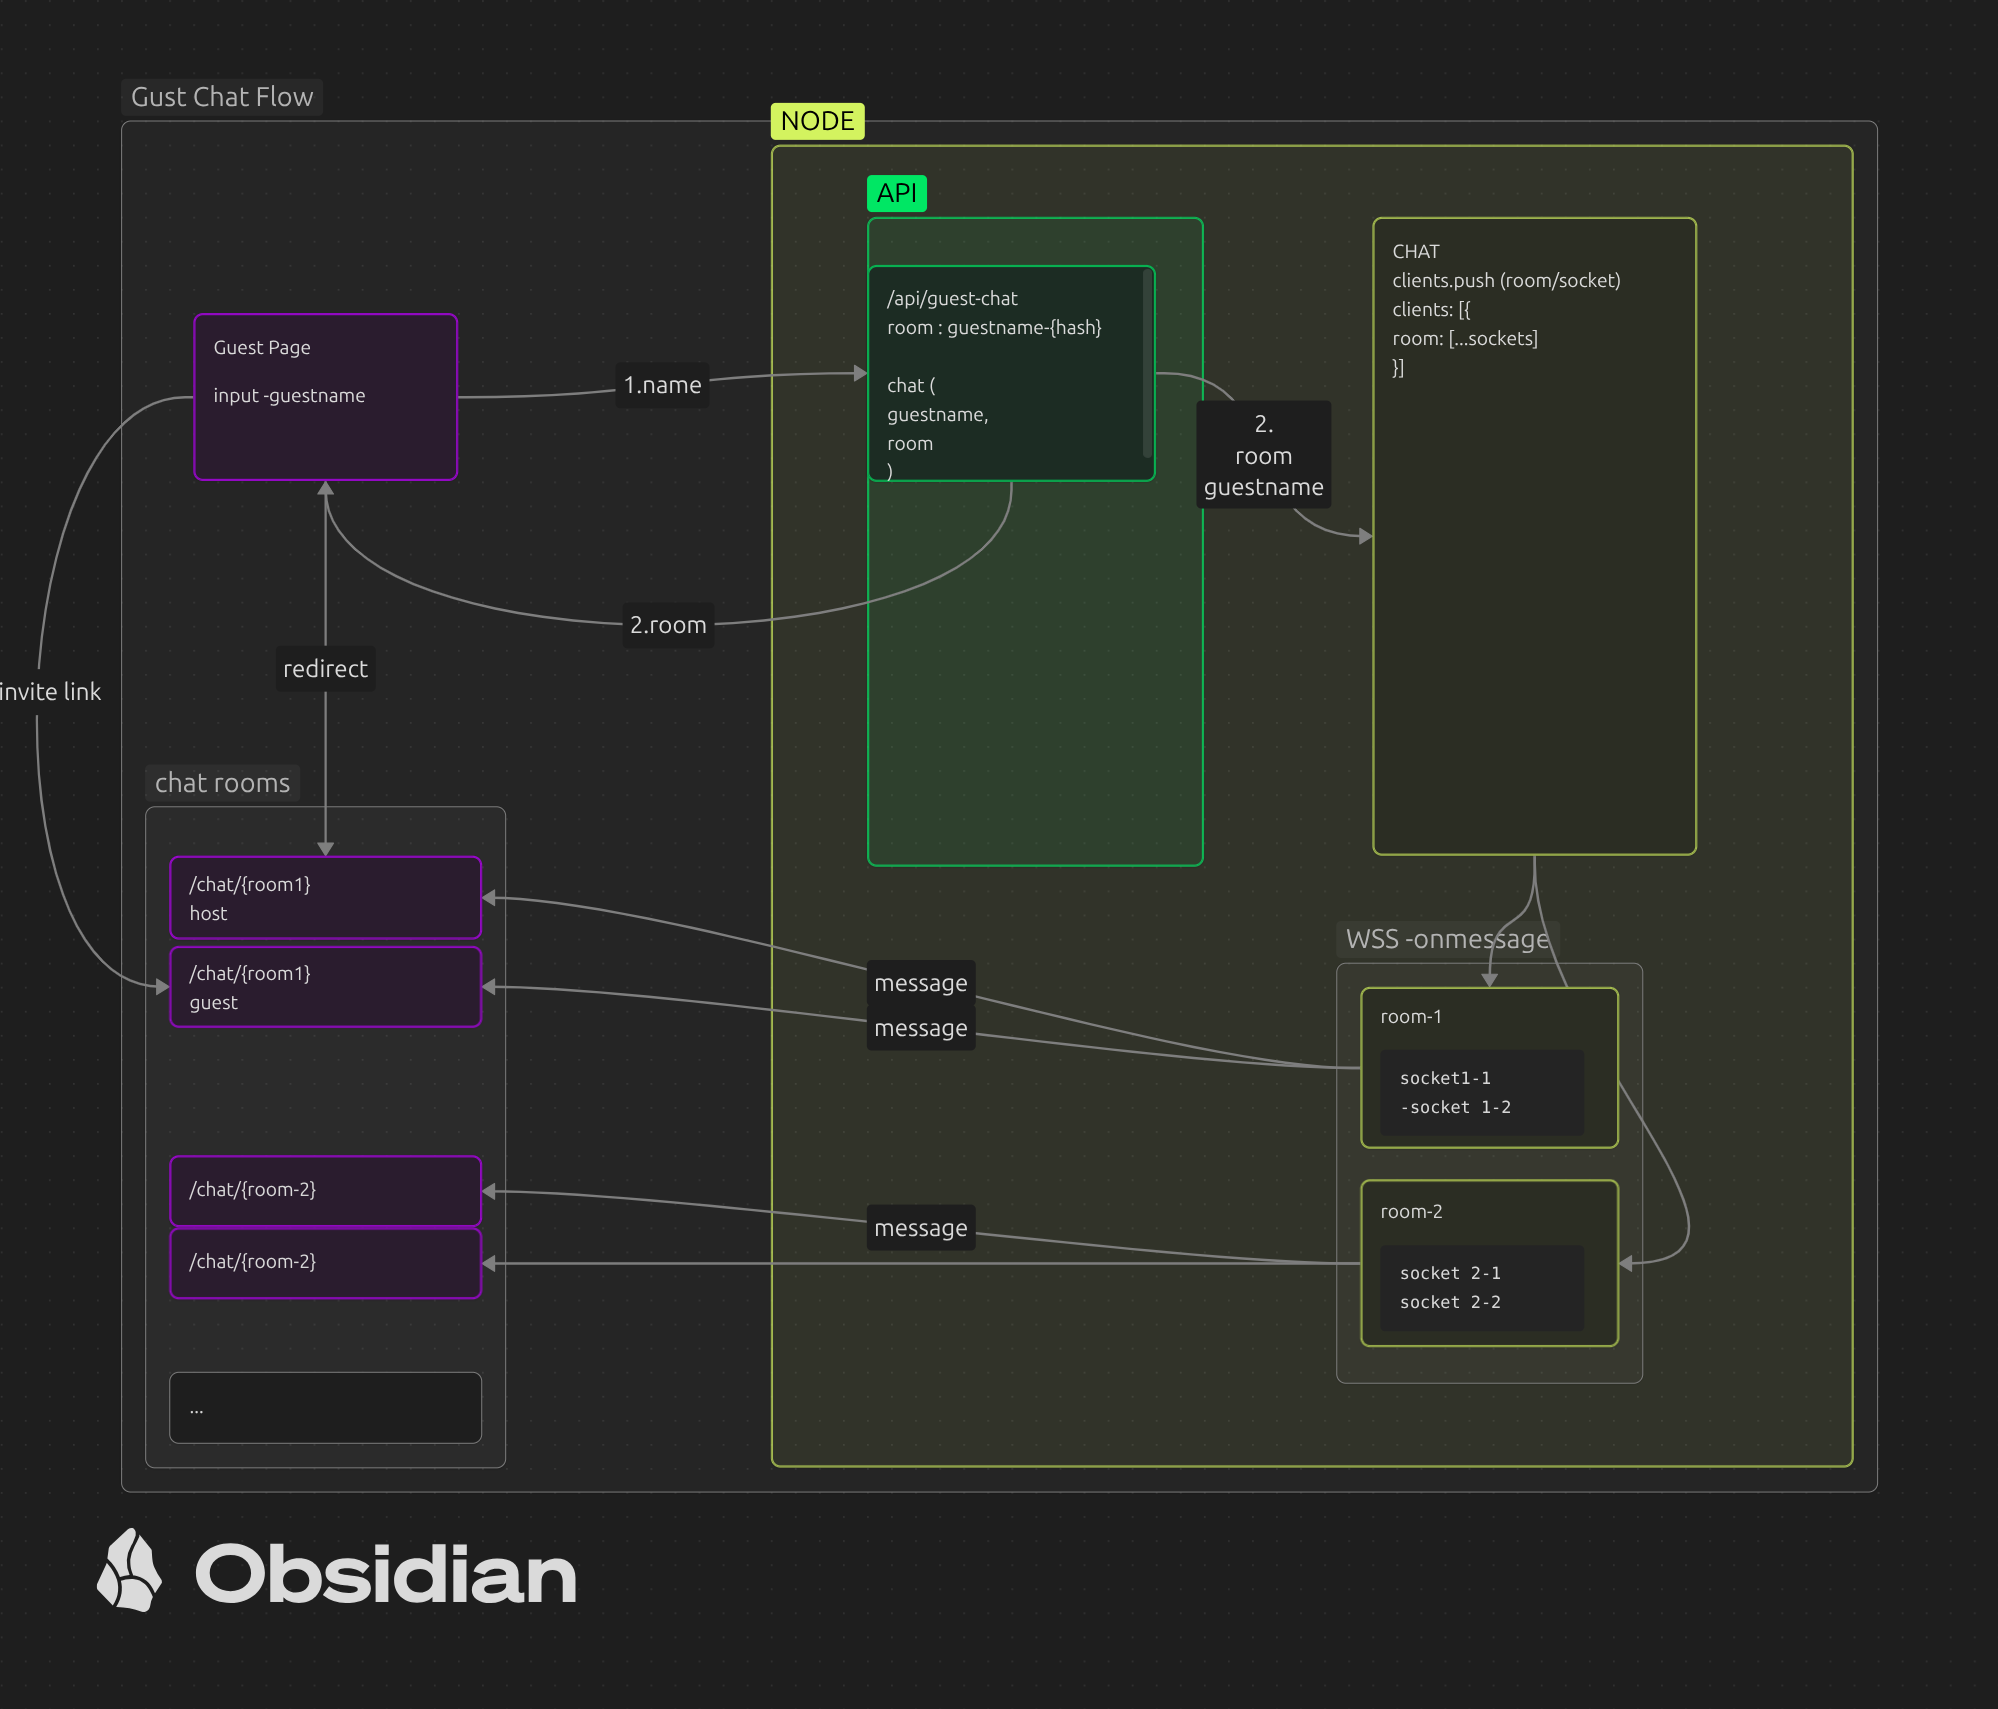 Gust Chat Flow
NODE
API
/api/guest-chat
room : guestname-{hash}
chat (
guestname,
room
)
CHAT
clients.push (room/socket)
clients: [{
room: [...sockets]
}]
Guest Page
input -guestname
1.name
2.
room
guestname
2.room
redirect
invite link
chat rooms
/chat/{room1}
host
/chat/{room1}
guest
/chat/{room-2}
/chat/{room-2}
...
message
message
message
WSS -onmessage
room-1
socket1-1
-socket 1-2
room-2
socket 2-1
socket 2-2
Obsidian